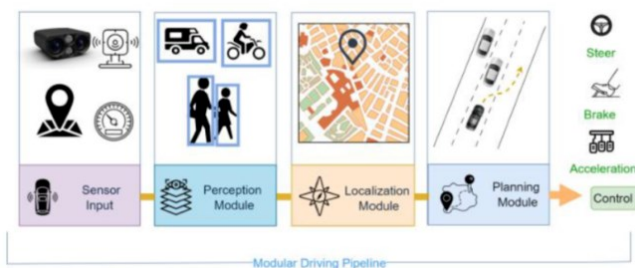 Steer
Brake
Acceleration
Sensor
Input
Perception
Module
Localization
Module
Planning
Module
Control
Modular Driving Pipeline